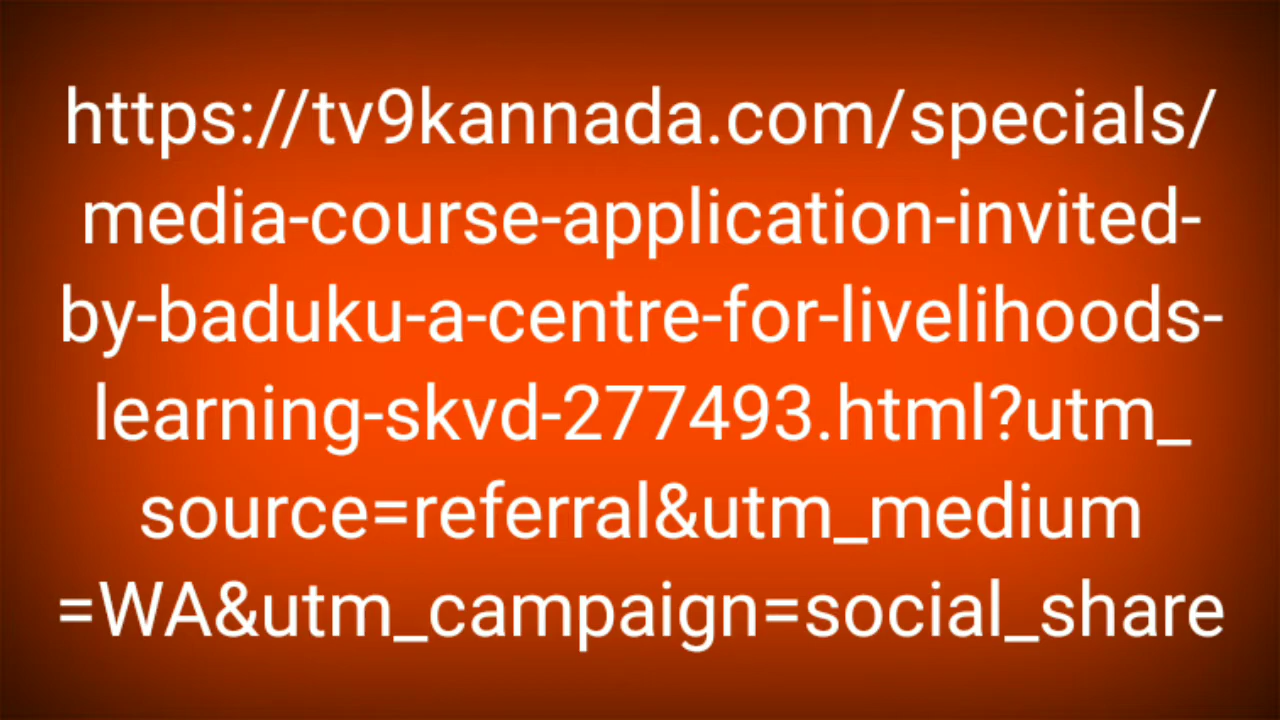 https://tv9kannada.com/specials/
media-course-application-invited-
by-baduku-a-centre-for-livelihoods-
learning-skvd-277493.html?utm_
source=referral&utm_medium
=WA&utm_campaign=social_share